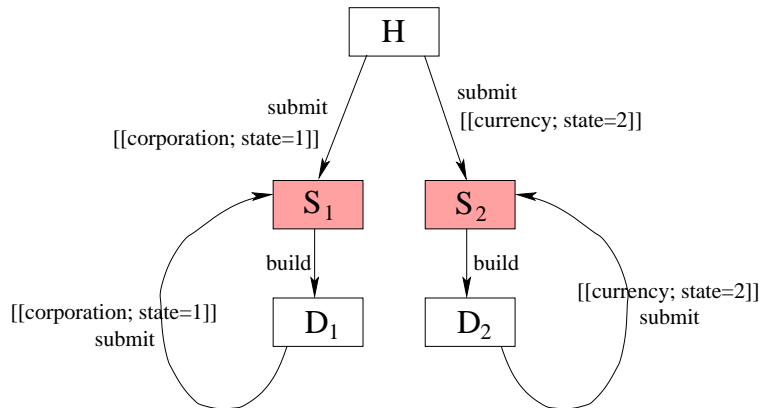 H
submit
[[corporation; state=1]]
submit
[[currency; state=2]]
S1
S2
build
build
[[corporation; state=1]]
submit
[[currency; state=2]]
submit
D1
D2